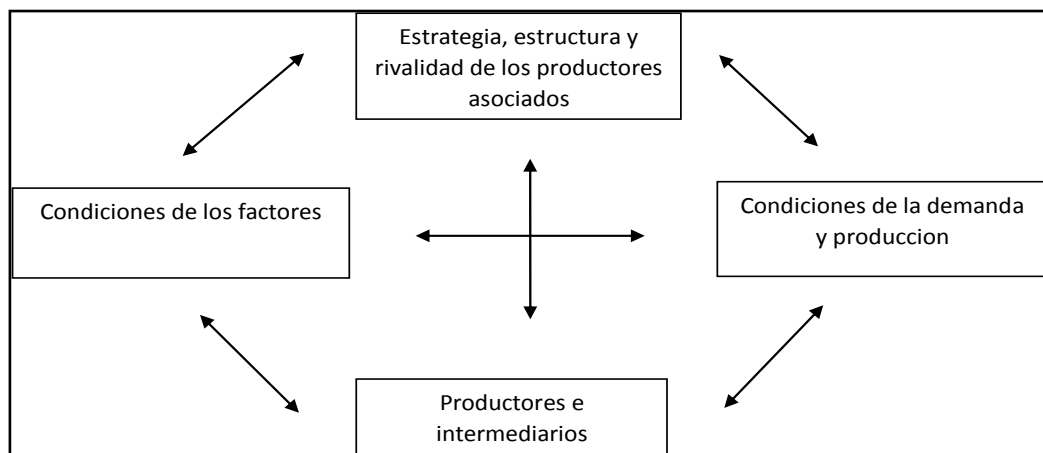 Estrategia, estructura y
rivalidad de los productores
asociados
Condiciones de los factores
Condiciones de la demanda
y produccion
Productores e
intermediarios